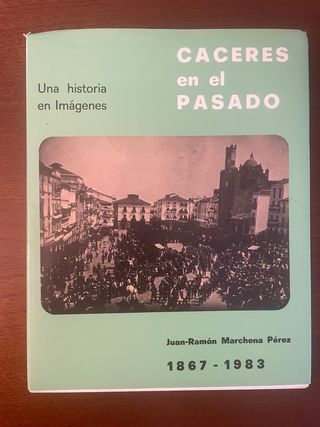 CACERES
en el
PASADO
Una historia
en Imágenes
Juan-Ramón Marchena Pérez
1867 - 1983